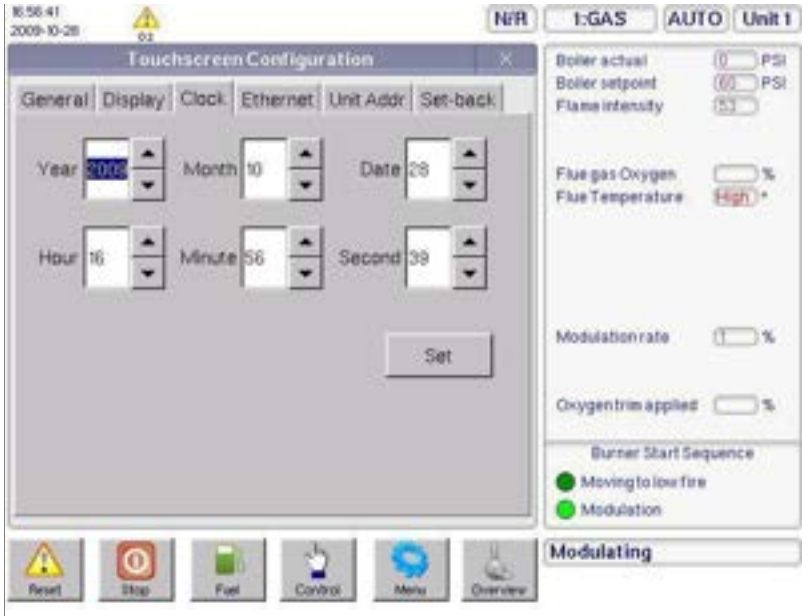 16:56:41
2009-10-28
02
N/R
1:GAS
AUTO
Unit 1
Touchscreen Configuration
X
General Display Clock Ethernet Unit Addr Set-back
Year 2009 Month 10 Date 28
Hour 16 Minute 56 Second 39
Set
Boiler actual 0 PSI
Boiler setpoint 60 PSI
Flame intensity 53
Flue gas Oxygen %
Flue Temperature High °
Modulation rate 1 %
Oxygen trim applied %
Burner Start Sequence
Moving to low fire
Modulation
Reset Stop Fuel Control Menu Overview
Modulating